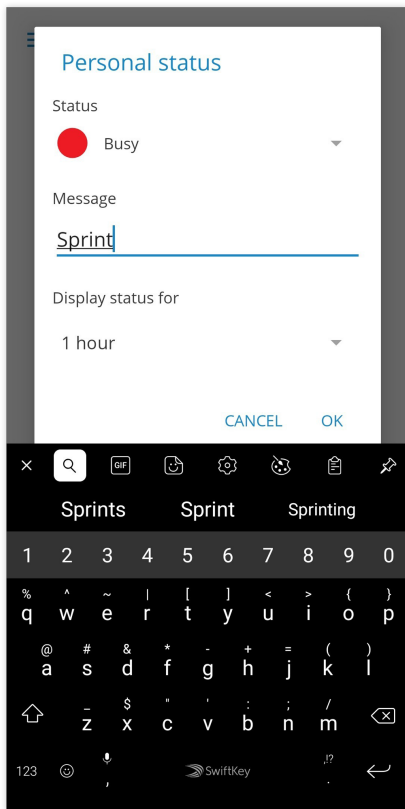 Personal status
Status
Busy
Message
Sprint
Display status for
1 hour
CANCEL OK
GIF
Sprints Sprint Sprinting
1 2 3 4 5 6 7 8 9 0
% ^ ~ | [ ] < > { }
q w e r t y u i o p
@ # & * - + = ( )
a s d f g h j k l
_ $ " ' : ; /
z x c v b n m
123 , SwiftKey ,!? .